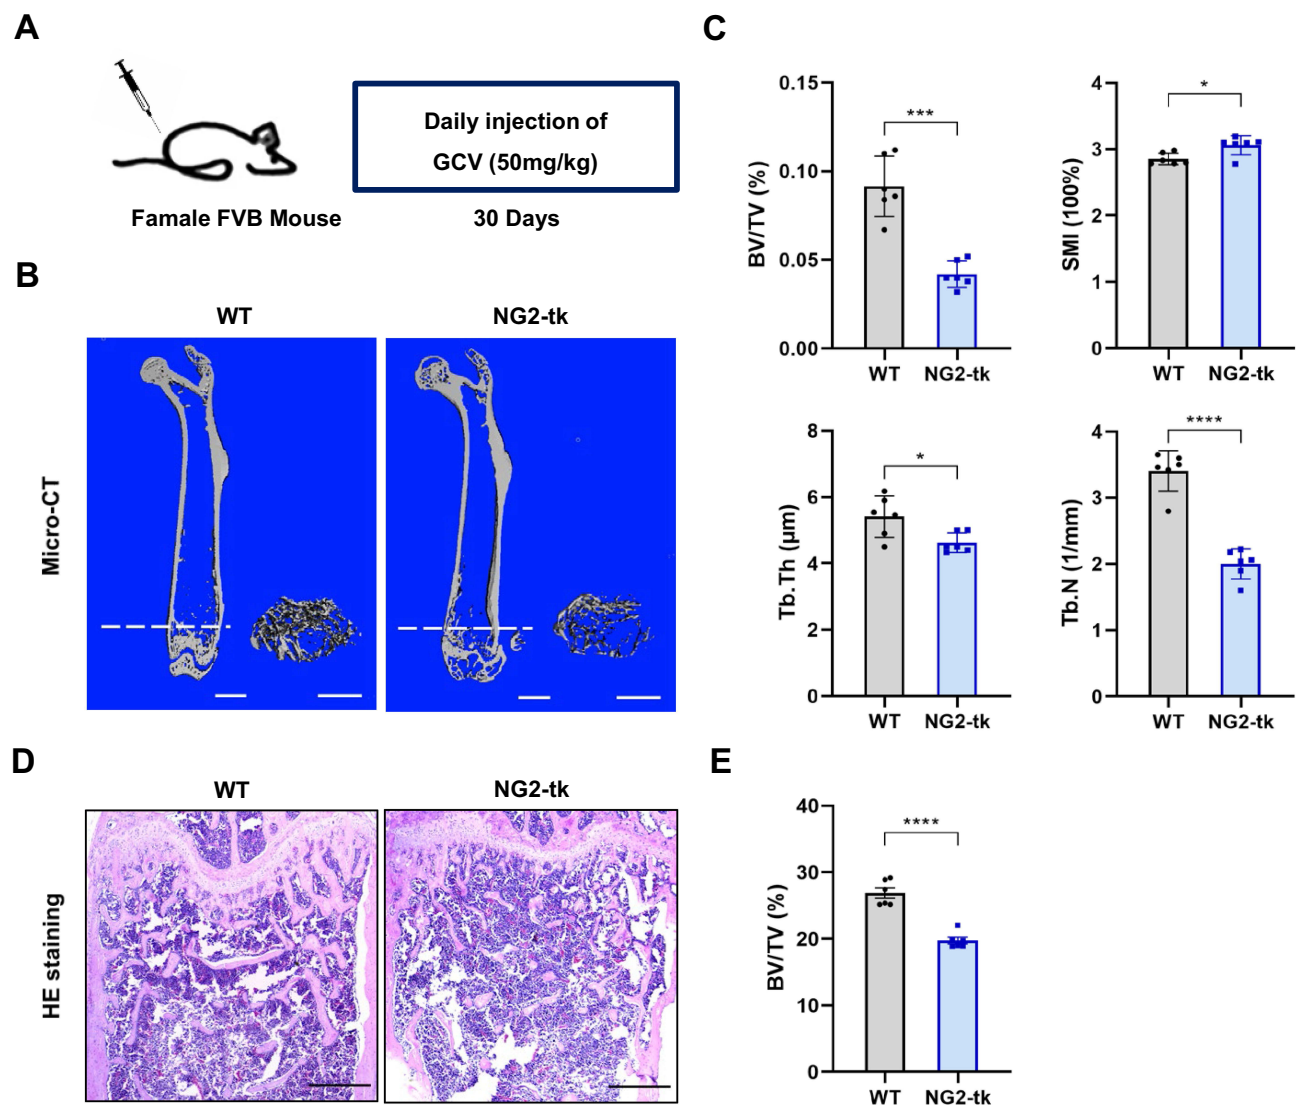 A
Daily injection of
GCV (50mg/kg)
Famale FVB Mouse
30 Days
B
WT
NG2-tk
Micro-CT
C
BV/TV (%)
0.15
0.10
0.05
0.00
***
WT
NG2-tk
SMI (100%)
4
3
2
1
0
*
WT
NG2-tk
Tb.Th (μm)
8
6
4
2
0
*
WT
NG2-tk
Tb.N (1/mm)
4
3
2
1
0
****
WT
NG2-tk
D
WT
NG2-tk
HE staining
E
BV/TV (%)
40
30
20
10
0
****
WT
NG2-tk